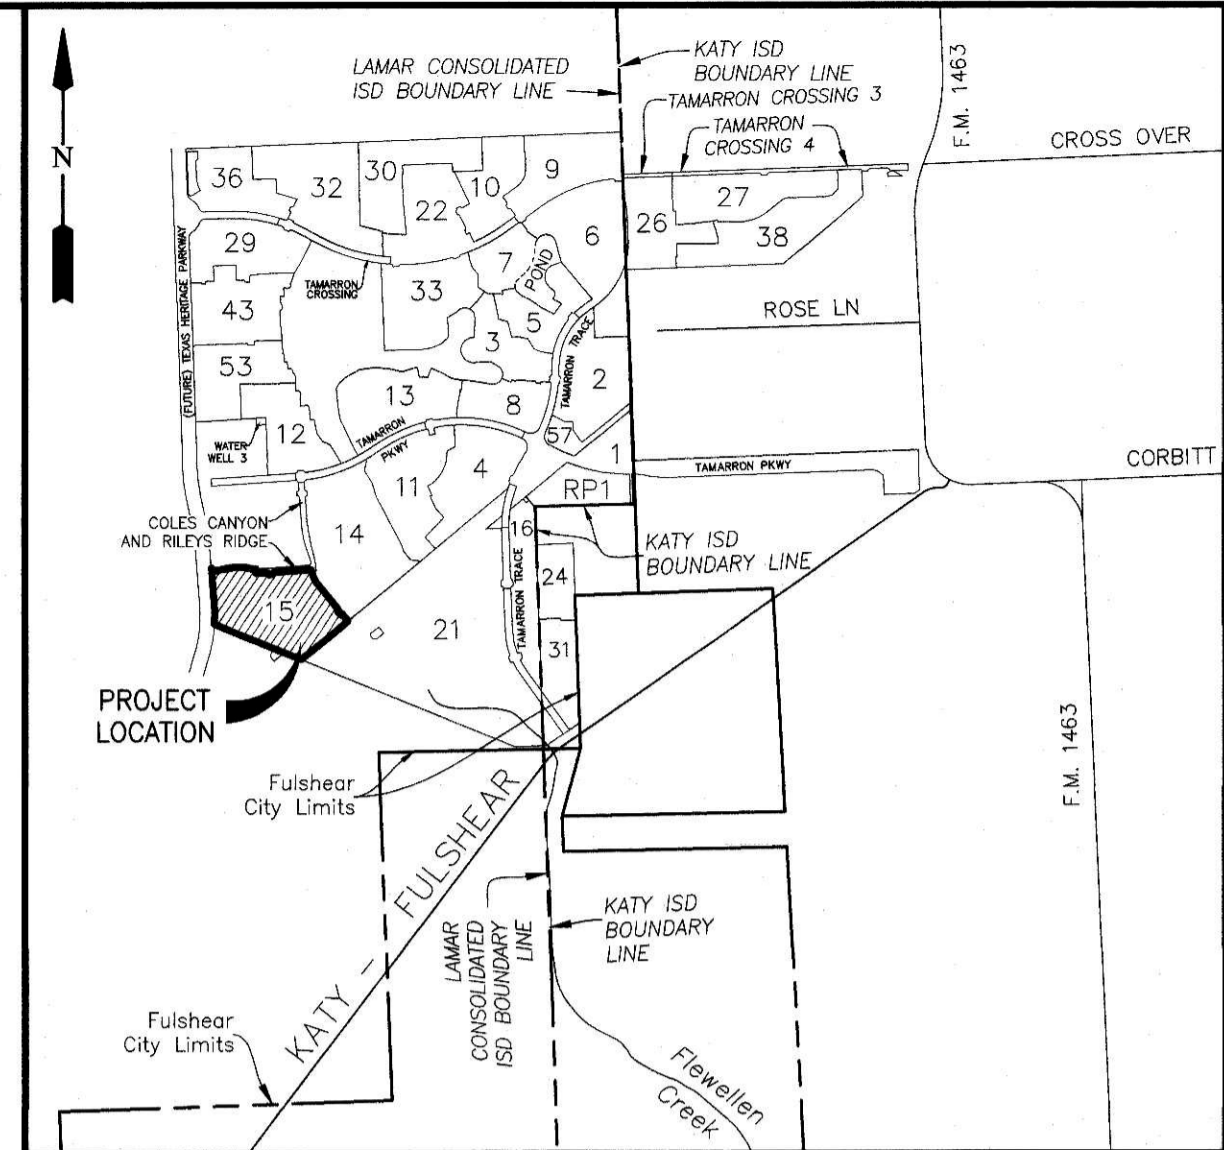 N
LAMAR CONSOLIDATED
ISD BOUNDARY LINE
KATY ISD
BOUNDARY LINE
TAMARRON CROSSING 3
TAMARRON
CROSSING 4
F.M. 1463
CROSS OVER
36
32
30
22
10
9
6
26
27
38
29
TAMARRON
CROSSING
33
7
POND
43
5
3
ROSE LN
(FUTURE) TEXAS HERITAGE PARKWAY
53
13
8
TAMARRON TRACE
2
57
1
12
WATER
WELL 3
TAMARRON
PKWY
11
4
RP1
TAMARRON PKWY
CORBITT
COLES CANYON
AND RILEYS RIDGE
14
16
KATY ISD
BOUNDARY LINE
24
TAMARRON TRACE
15
21
31
PROJECT
LOCATION
F.M. 1463
Fulshear
City Limits
KATY - FULSHEAR
LAMAR
CONSOLIDATED
ISD BOUNDARY
LINE
KATY ISD
BOUNDARY
LINE
Fulshear
City Limits
Flewellen
Creek